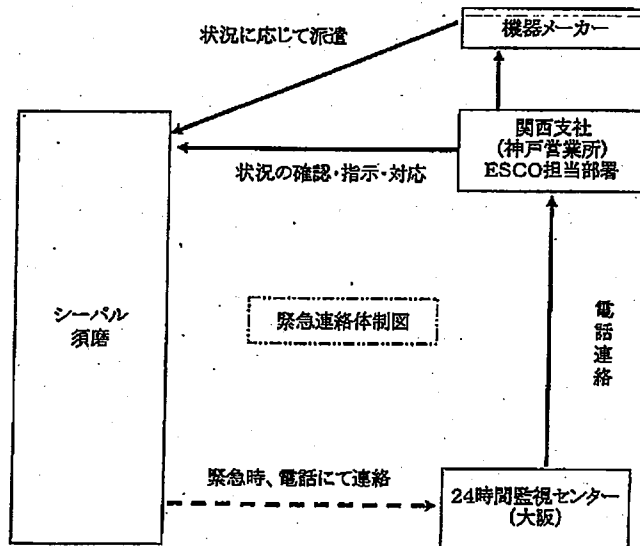 状況に応じて派遣
機器メーカー
関西支社
(神戸営業所)
ESCO担当部署
状況の確認・指示・対応
シーパル
須磨
緊急連絡体制図
電話連絡
緊急時、電話にて連絡
24時間監視センター
(大阪)